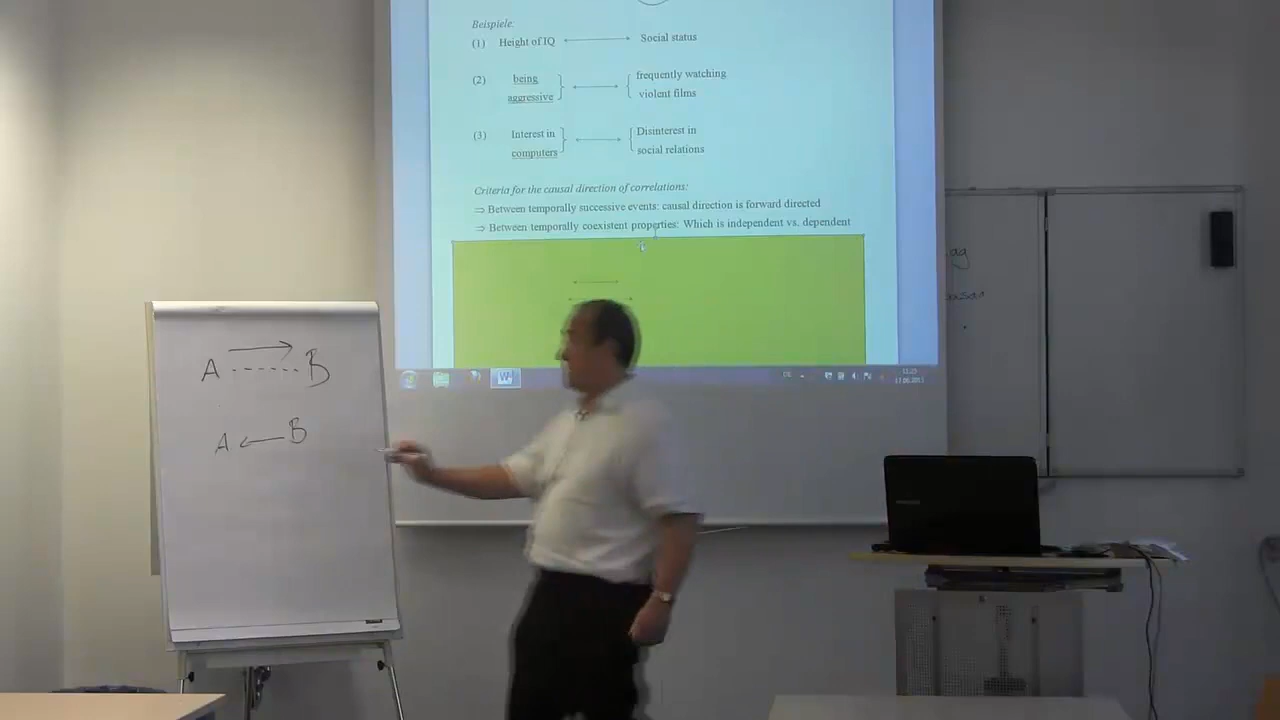 Beispiele:
(1) Height of IQ ⟷ Social status
(2) being } ⟷ { frequently watching
aggressive violent films
(3) Interest in } ⟷ { Disinterest in
computers social relations
Criteria for the causal direction of correlations:
⇒ Between temporally successive events: causal direction is forward directed
⇒ Between temporally coexistent properties: Which is independent vs. dependent
A → B
A ← B
DE